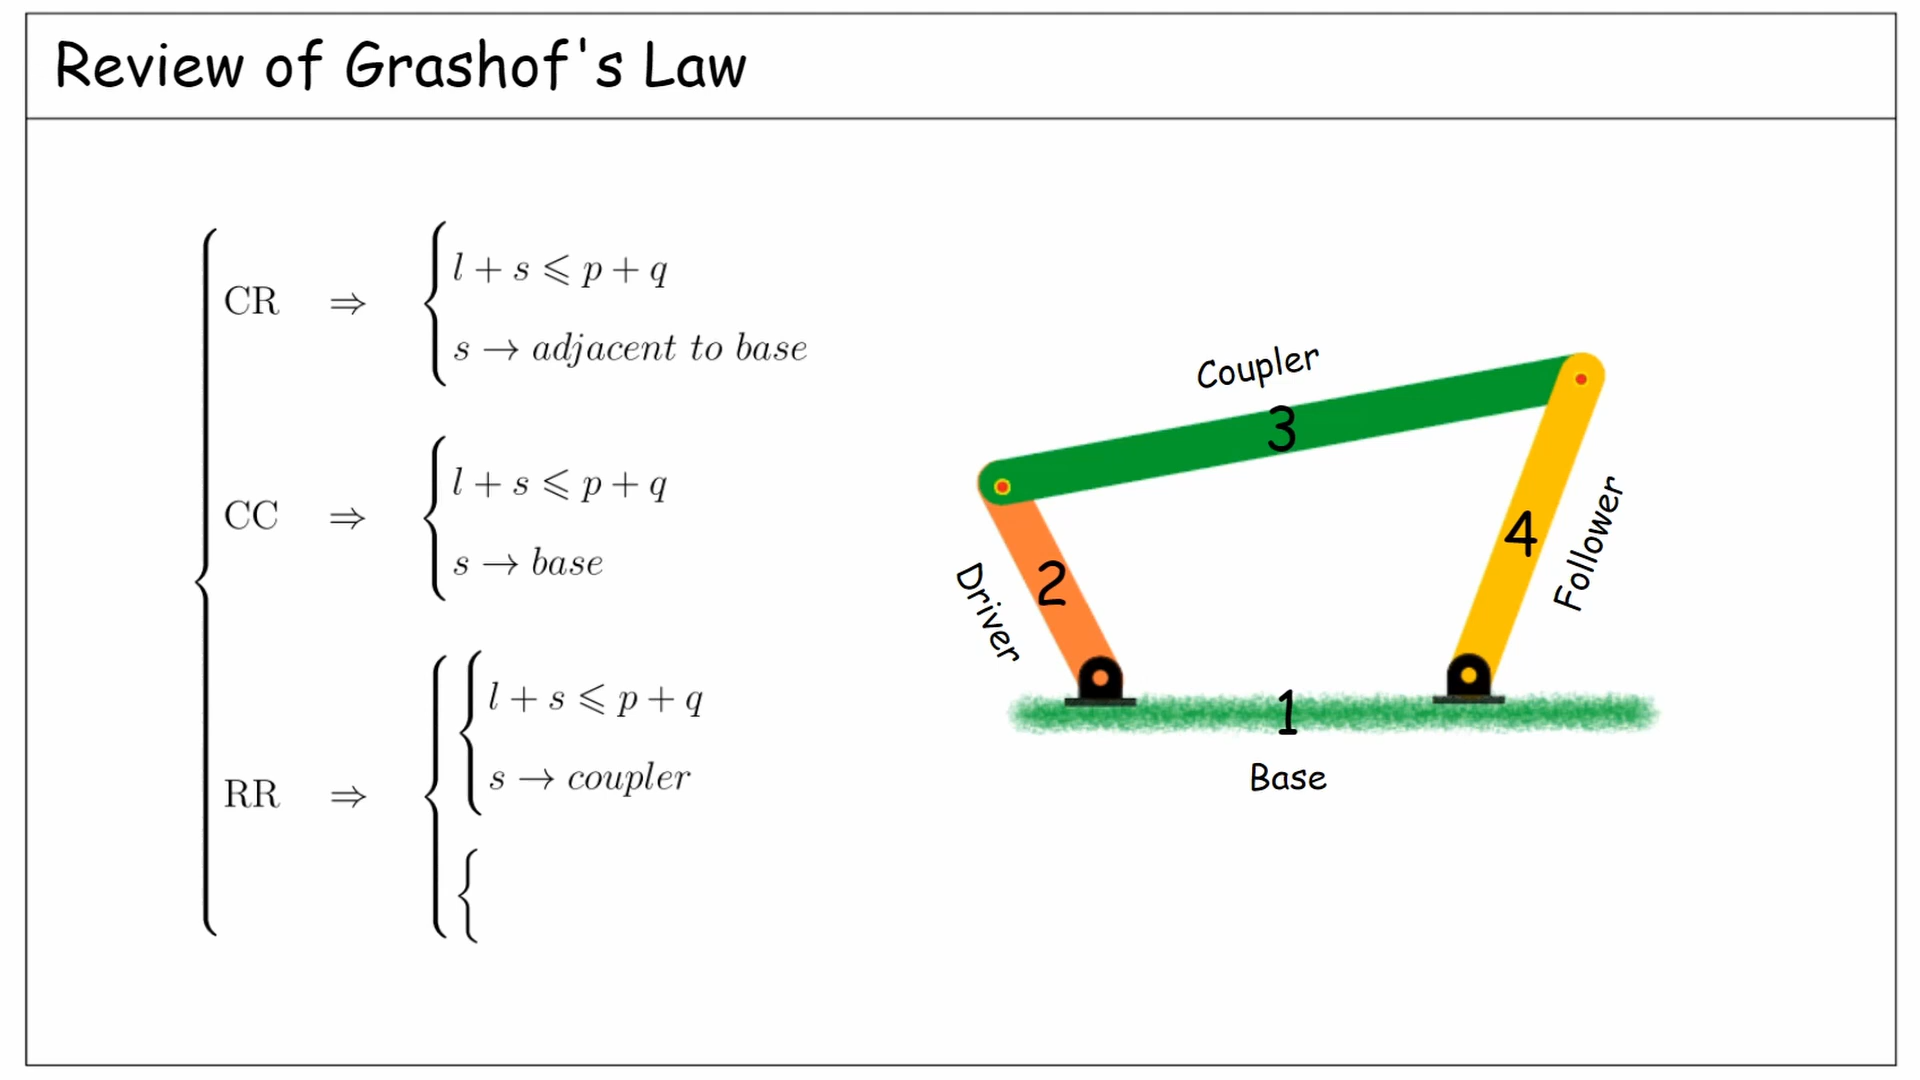 Review of Grashof's Law
CR ⇒ { l + s ⩽ p + q
s → adjacent to base
CC ⇒ { l + s ⩽ p + q
s → base
RR ⇒ { { l + s ⩽ p + q
s → coupler
{
Coupler
3
Driver
2
4
Follower
1
Base